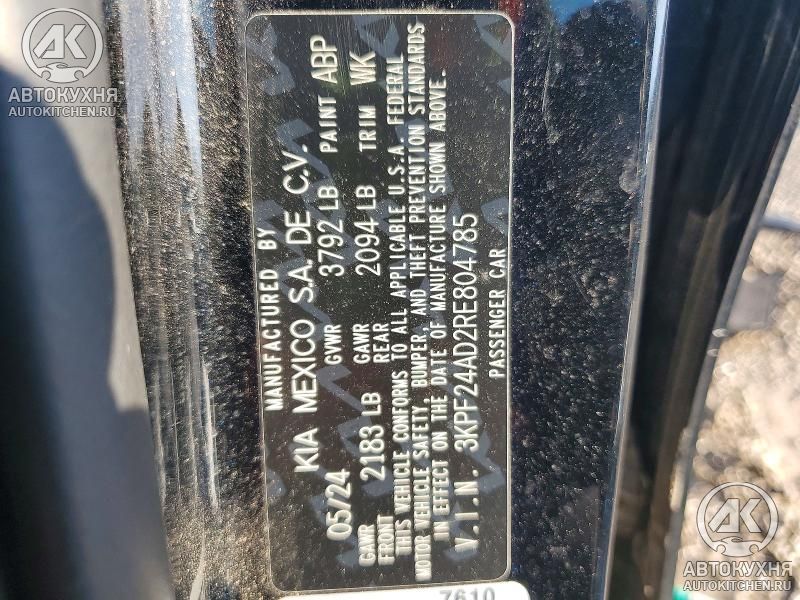 АК
АВТОКУХНЯ
AUTOKITCHEN.RU
MANUFACTURED BY
KIA MEXICO S.A. DE C.V.
05/24 GVWR 3792 LB PAINT ABP
GAWR FRONT 2183 LB GAWR REAR 2094 LB TRIM WK
THIS VEHICLE CONFORMS TO ALL APPLICABLE U.S.A. FEDERAL
MOTOR VEHICLE SAFETY, BUMPER, AND THEFT PREVENTION STANDARDS
IN EFFECT ON THE DATE OF MANUFACTURE SHOWN ABOVE.
V.I.N. 3KPF24AD2RE804785
PASSENGER CAR
7610
АК
АВТОКУХНЯ
AUTOKITCHEN.RU